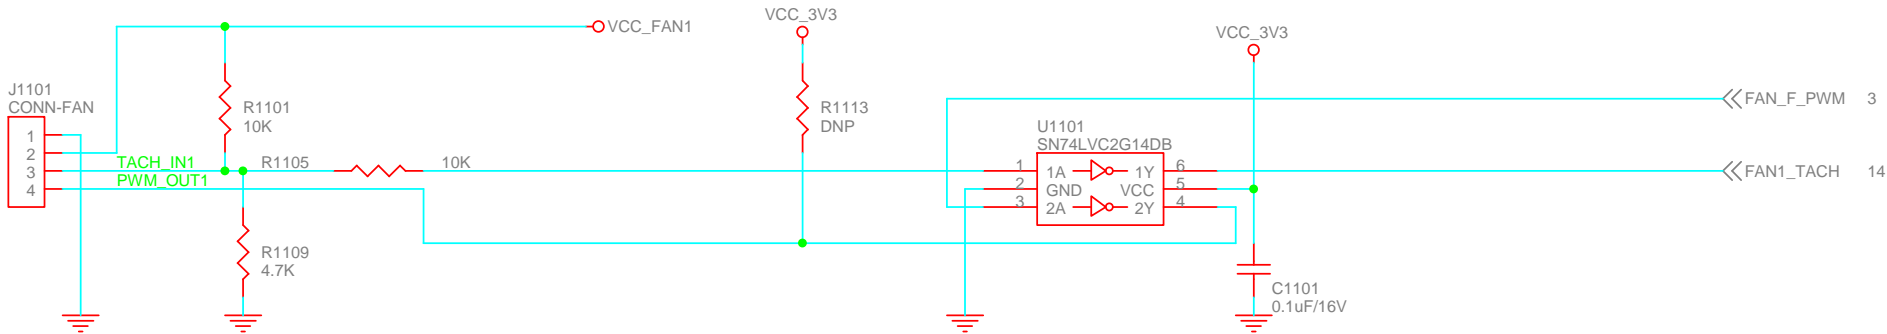 VCC_FAN1
VCC_3V3
VCC_3V3
J1101
CONN-FAN
1
2
3
4
R1101
10K
TACH_IN1
PWM_OUT1
R1105
10K
R1109
4.7K
R1113
DNP
U1101
SN74LVC2G14DB
1
2
3
1A
GND
2A
1Y
VCC
2Y
6
5
4
C1101
0.1uF/16V
FAN_F_PWM 3
FAN1_TACH 14